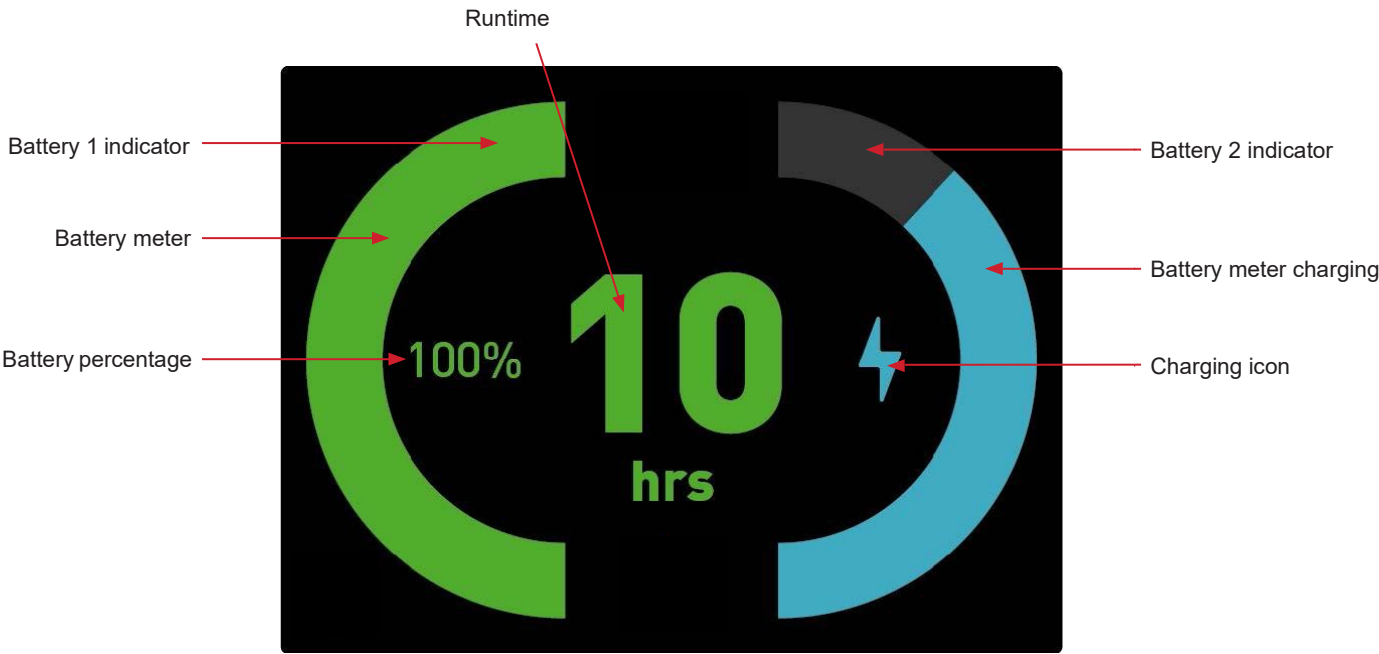 Runtime
Battery 1 indicator
Battery 2 indicator
Battery meter
Battery meter charging
Battery percentage
100%
10
hrs
Charging icon